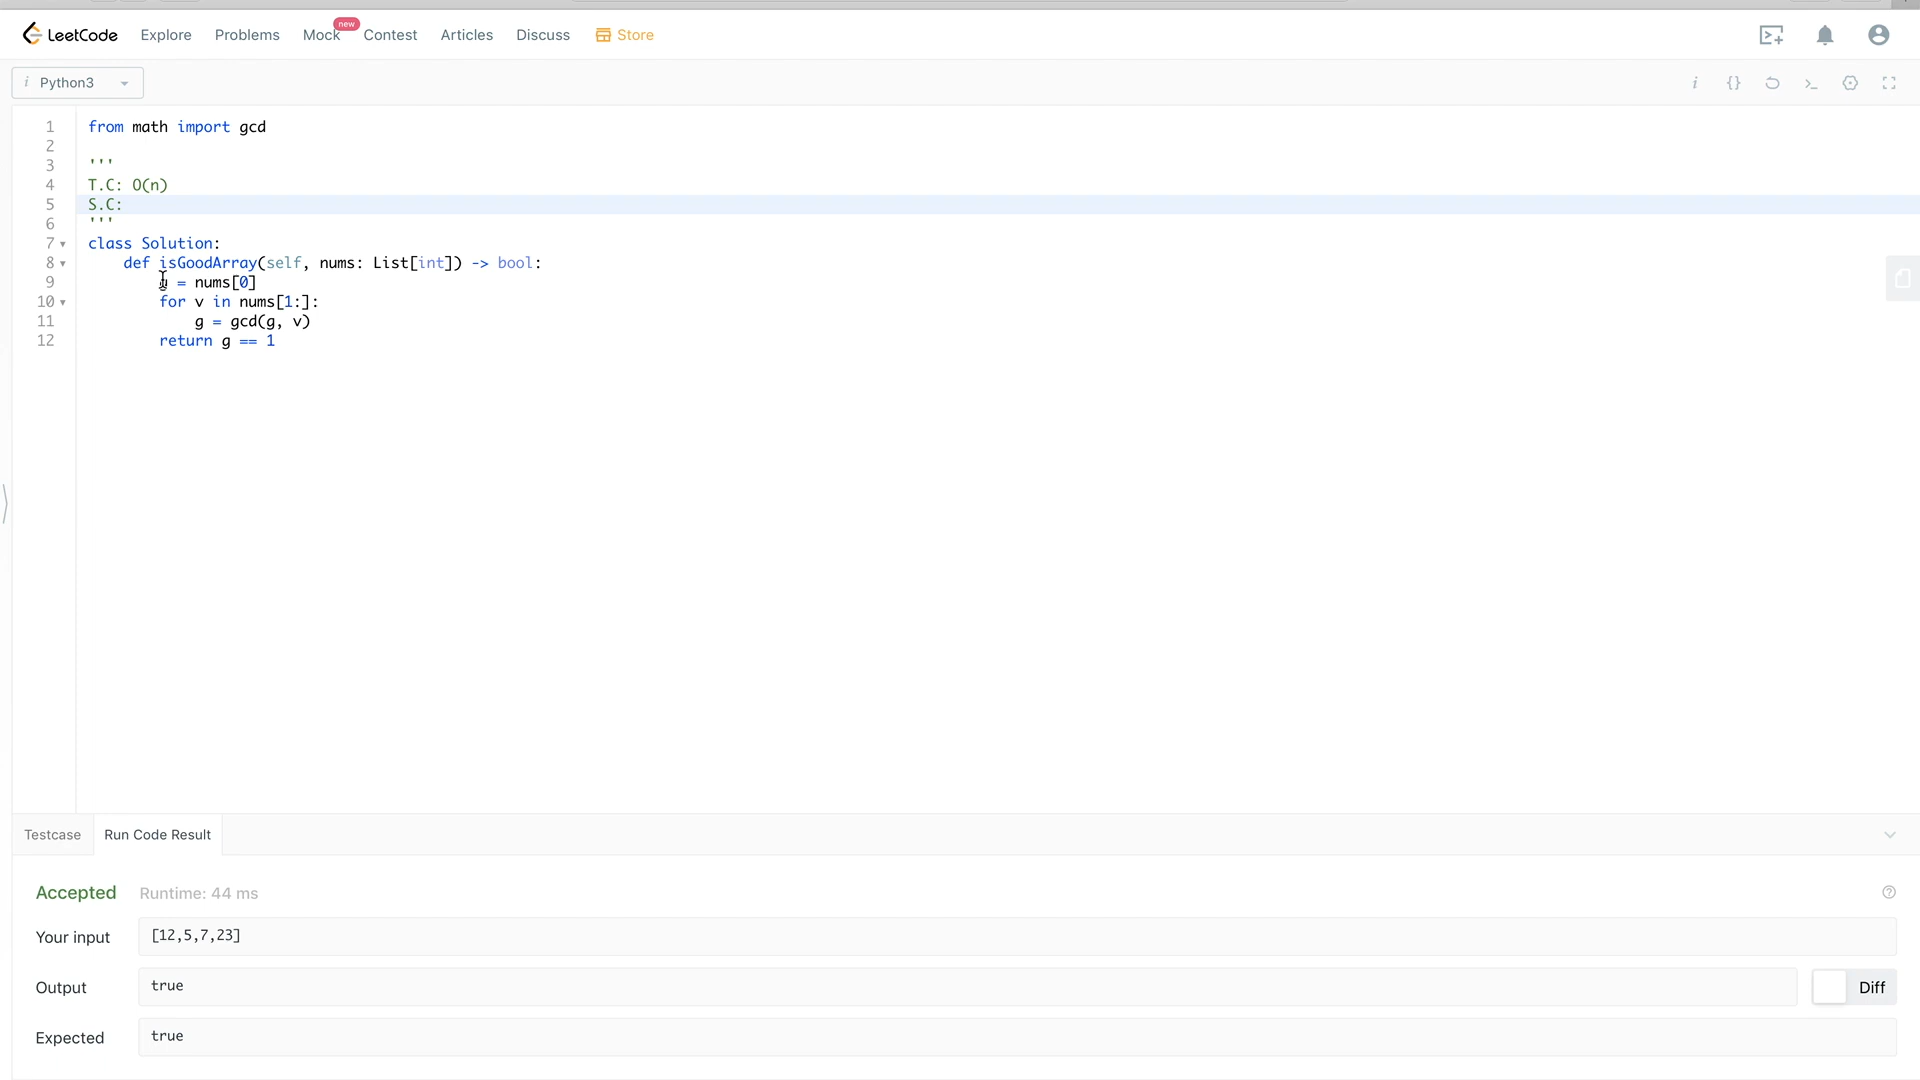 LeetCode Explore Problems Mock new Contest Articles Discuss Store
i Python3
1 from math import gcd
2
3 '''
4 T.C: O(n)
5 S.C:
6 '''
7 class Solution:
8 def isGoodArray(self, nums: List[int]) -> bool:
9 = nums[0]
10 for v in nums[1:]:
11 g = gcd(g, v)
12 return g == 1
Testcase Run Code Result
Accepted Runtime: 44 ms
Your input [12,5,7,23]
Output true Diff
Expected true